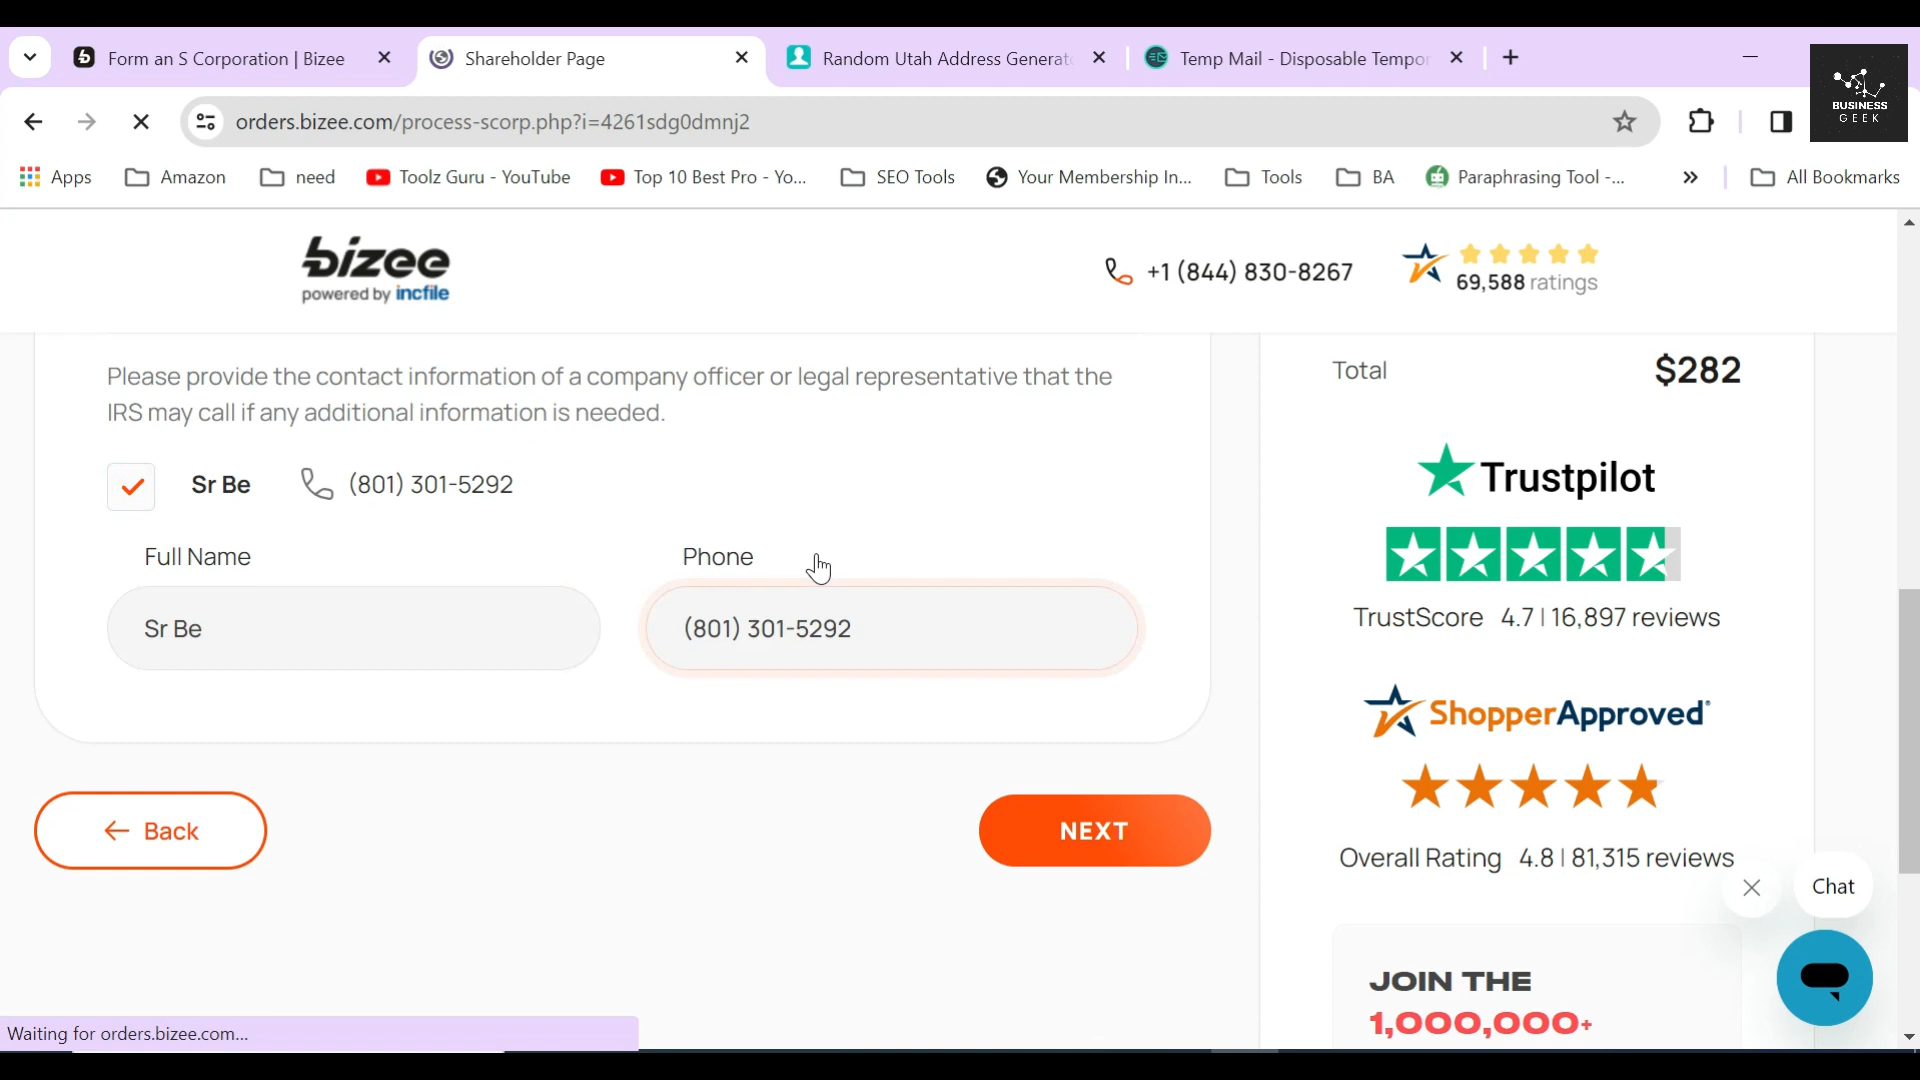 Form an S Corporation | Bizee
Shareholder Page
Random Utah Address Generat
Temp Mail - Disposable Tempor
BUSINESS
GEEK
orders.bizee.com/process-scorp.php?i=4261sdg0dmnj2
Apps
Amazon
need
Toolz Guru - YouTube
Top 10 Best Pro - Yo...
SEO Tools
Your Membership In...
Tools
BA
Paraphrasing Tool -...
All Bookmarks
bizee
powered by incfile
+1 (844) 830-8267
69,588 ratings
Please provide the contact information of a company officer or legal representative that the
IRS may call if any additional information is needed.
Sr Be (801) 301-5292
Full Name
Phone
Sr Be
(801) 301-5292
Back
NEXT
Total $282
Trustpilot
TrustScore 4.7 | 16,897 reviews
ShopperApproved®
Overall Rating 4.8 | 81,315 reviews
Chat
JOIN THE
1,000,000+
Waiting for orders.bizee.com...